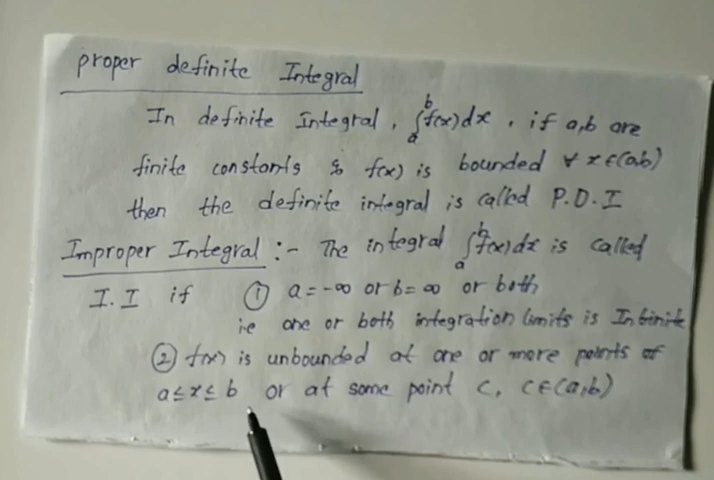 proper definite Integral
In definite Integral, ∫ₐᵇ f(x)dx, if a,b are
finite constants & f(x) is bounded ∀ x∈(a,b)
then the definite integral is called P.D.I
Improper Integral :- The integral ∫ₐᵇ f(x)dx is called
I.I if ① a=-∞ or b=∞ or both
ie one or both integration limits is Infinite
② f(x) is unbounded at one or more points of
a≤x≤b or at some point c, c∈(a,b)